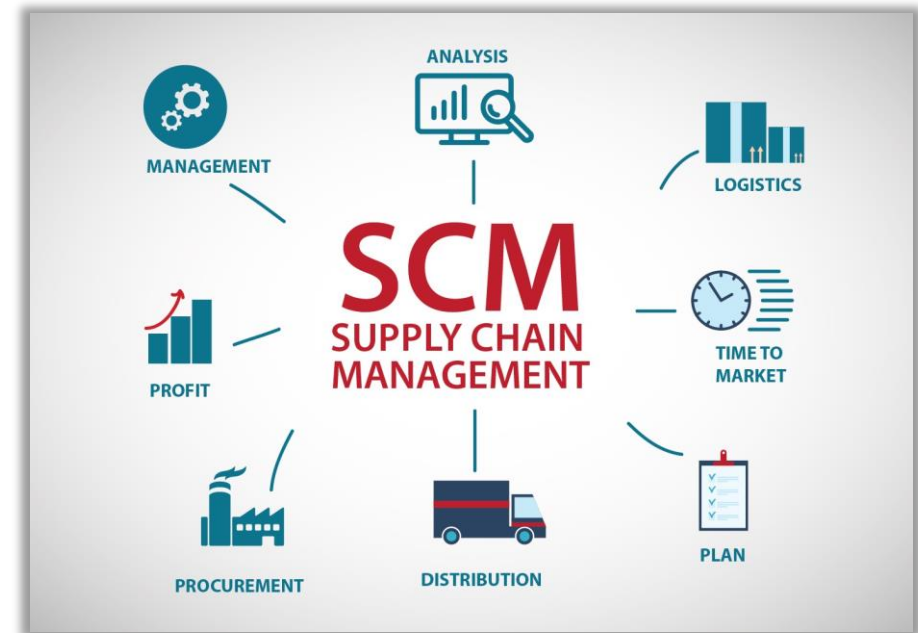 ANALYSIS
MANAGEMENT
LOGISTICS
SCM
SUPPLY CHAIN
MANAGEMENT
TIME TO
MARKET
PROFIT
PLAN
PROCUREMENT
DISTRIBUTION